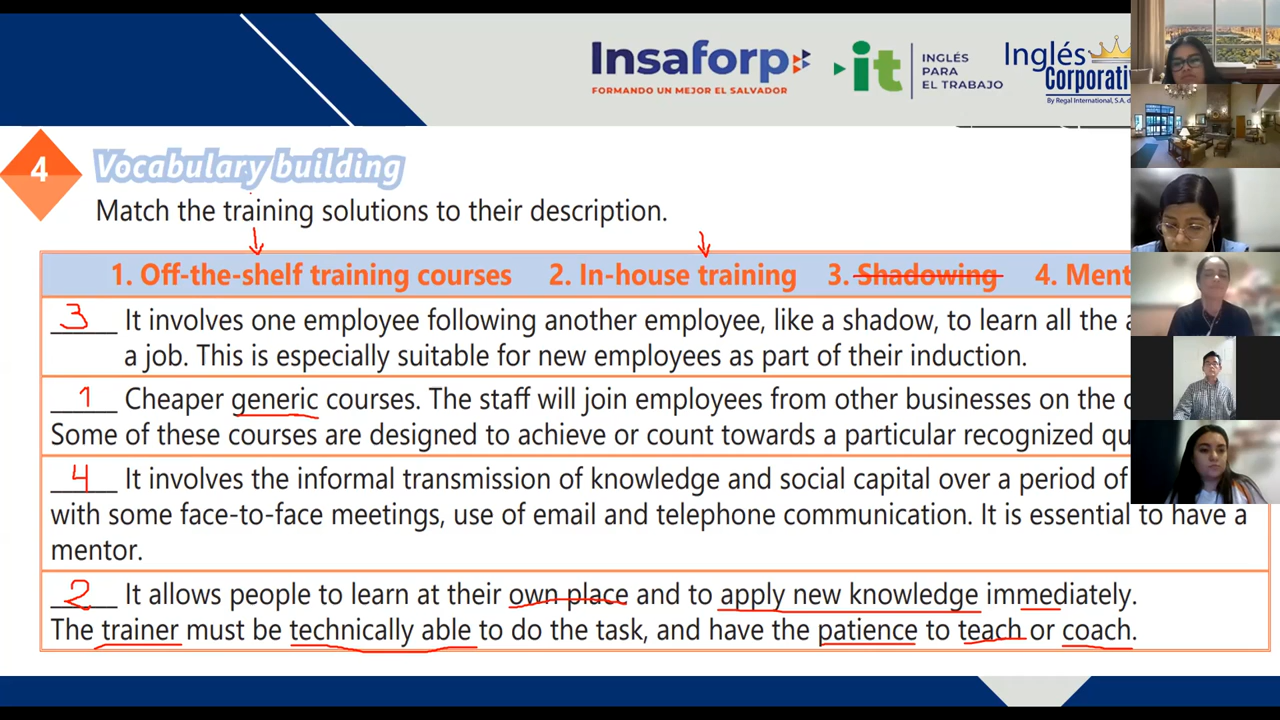 Insaforp
FORMANDO UN MEJOR EL SALVADOR
it
INGLÉS
PARA
EL TRABAJO
Inglés
By Regal International, S.A. d
4
Vocabulary building
Match the training solutions to their description.
1. Off-the-shelf training courses 2. In-house training 3. Shadowing 4. Ment
3 It involves one employee following another employee, like a shadow, to learn all the a
a job. This is especially suitable for new employees as part of their induction.
1 Cheaper generic courses. The staff will join employees from other businesses on the
Some of these courses are designed to achieve or count towards a particular recognized qu
4 It involves the informal transmission of knowledge and social capital over a period of
with some face-to-face meetings, use of email and telephone communication. It is essential to have a
mentor.
2 It allows people to learn at their own place and to apply new knowledge immediately.
The trainer must be technically able to do the task, and have the patience to teach or coach.